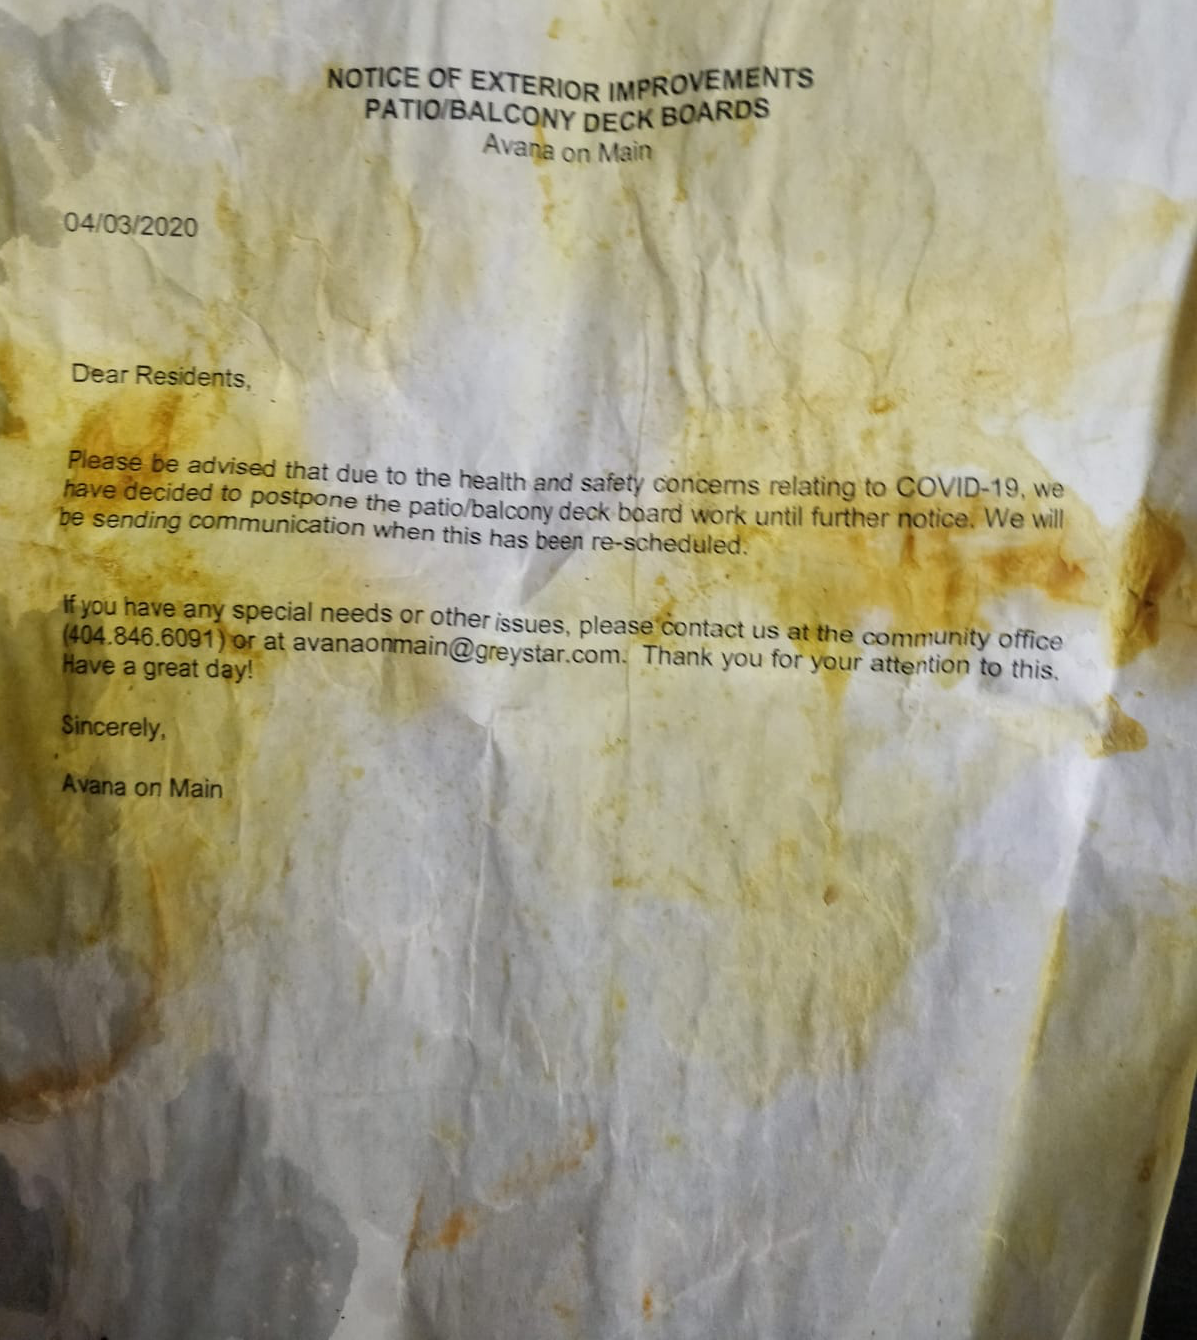 NOTICE OF EXTERIOR IMPROVEMENTS
PATIO/BALCONY DECK BOARDS
Avana on Main
04/03/2020
Dear Residents,
Please be advised that due to the health and safety concerns relating to COVID-19, we
have decided to postpone the patio/balcony deck board work until further notice. We will
be sending communication when this has been re-scheduled.
If you have any special needs or other issues, please contact us at the community office
(404.846.6091) or at avanaonmain@greystar.com. Thank you for your attention to this.
Have a great day!
Sincerely,
Avana on Main